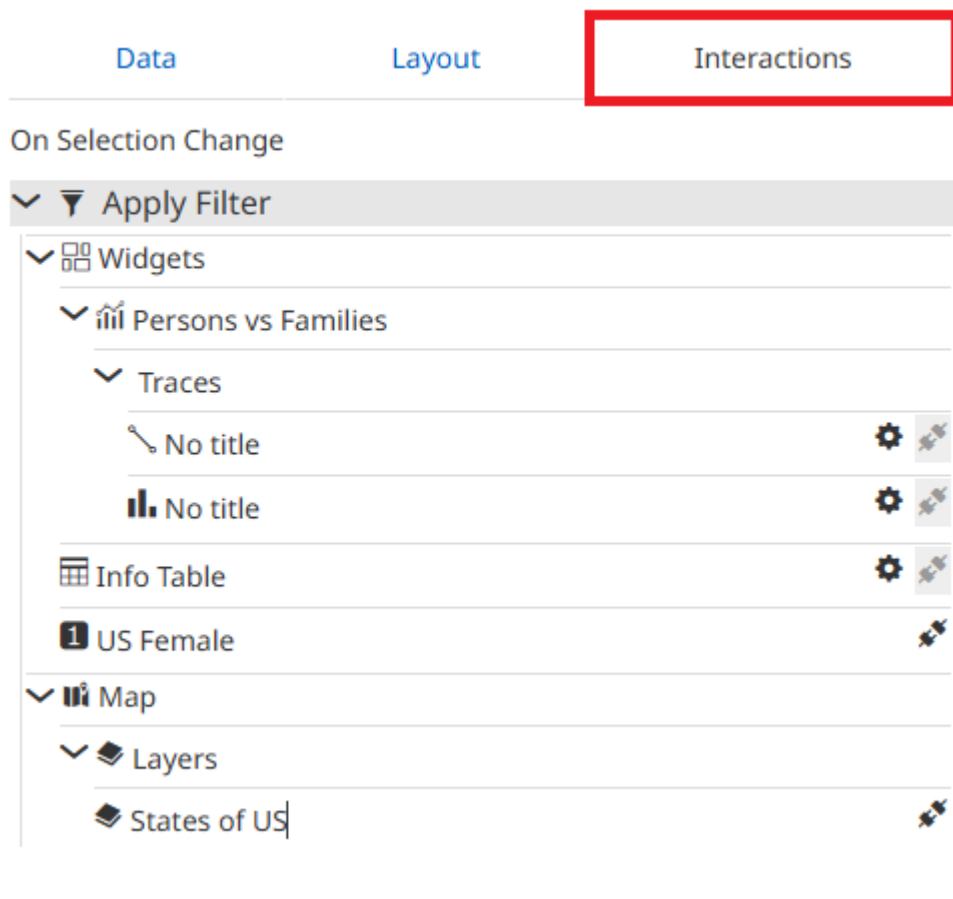 Data Layout Interactions
On Selection Change
Apply Filter
Widgets
Persons vs Families
Traces
No title
No title
Info Table
1 US Female
Map
Layers
States of US